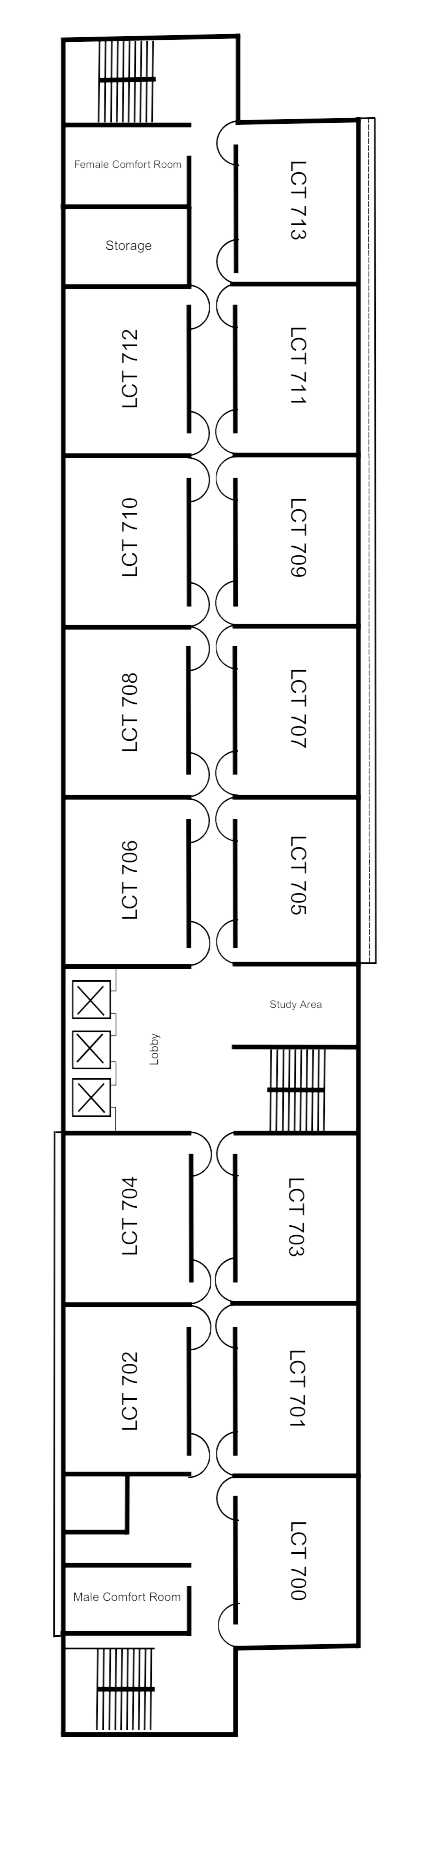 Female Comfort Room
LCT 713
Storage
LCT 712
LCT 711
LCT 710
LCT 709
LCT 708
LCT 707
LCT 706
LCT 705
Study Area
Lobby
LCT 704
LCT 703
LCT 702
LCT 701
LCT 700
Male Comfort Room